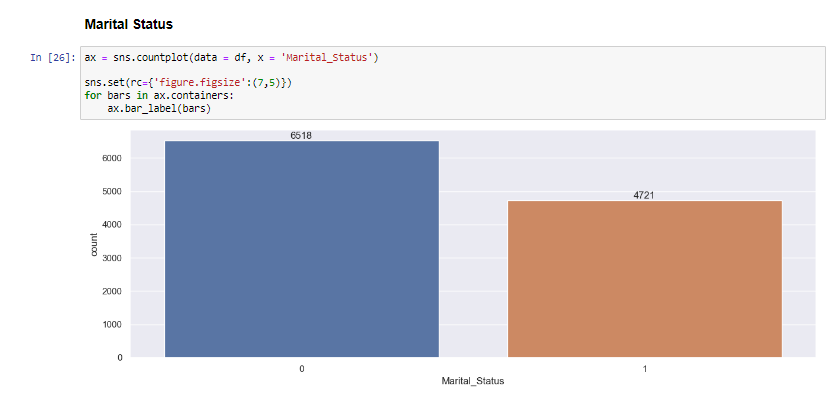 Marital Status
In [26]: ax = sns.countplot(data = df, x = 'Marital_Status')
sns.set(rc={'figure.figsize':(7,5)})
for bars in ax.containers:
    ax.bar_label(bars)
6518
4721
6000
5000
4000
3000
2000
1000
0
count
0 1
Marital_Status